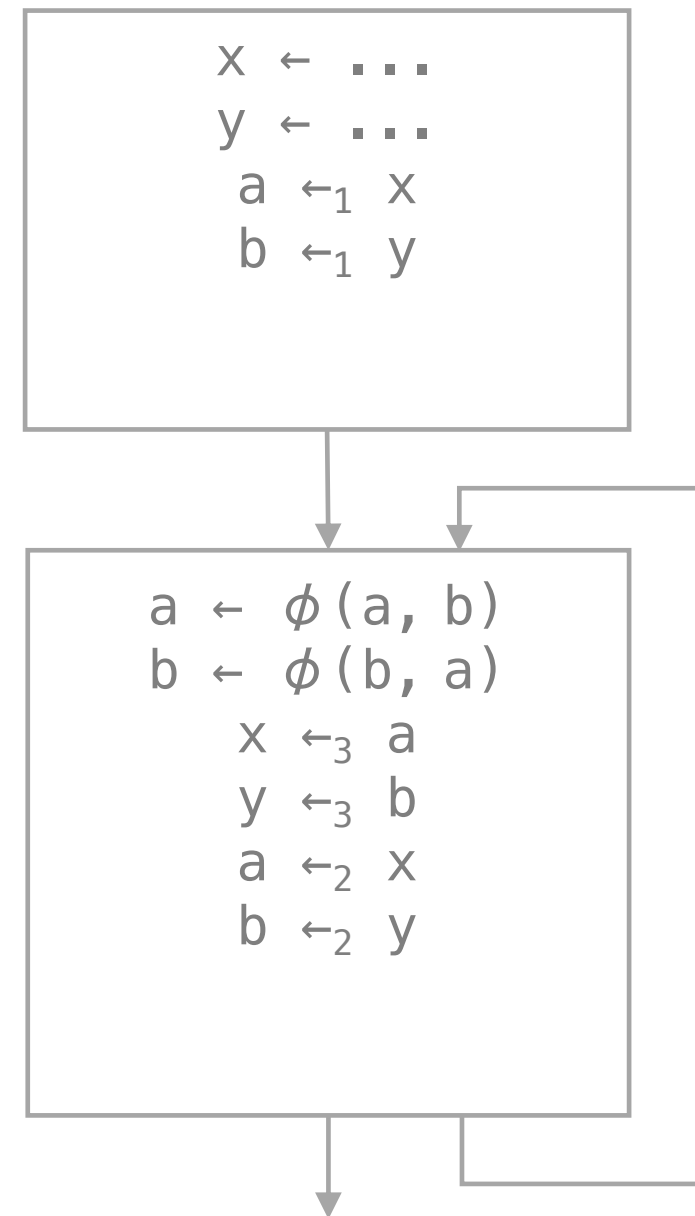 x ← ...
y ← ...
a ←₁ x
b ←₁ y
a ← ϕ(a, b)
b ← ϕ(b, a)
x ←₃ a
y ←₃ b
a ←₂ x
b ←₂ y